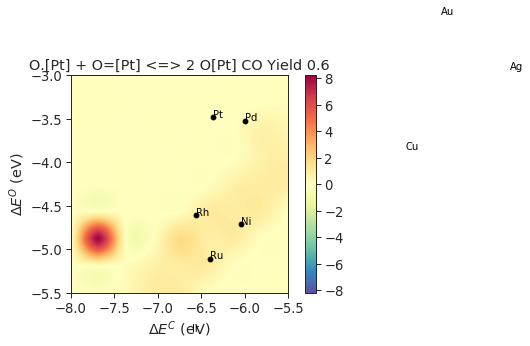 Au
Ag
O.[Pt] + O=[Pt] <=> 2 O[Pt] CO Yield 0.6
−3.0
−3.5
−4.0
−4.5
−5.0
−5.5
ΔE^O (eV)
Pt
Pd
Cu
Rh
Ni
Ru
8
6
4
2
0
−2
−4
−6
−8
−8.0 −7.5 −7.0 −6.5 −6.0 −5.5
ΔE^C (eV)
Ir